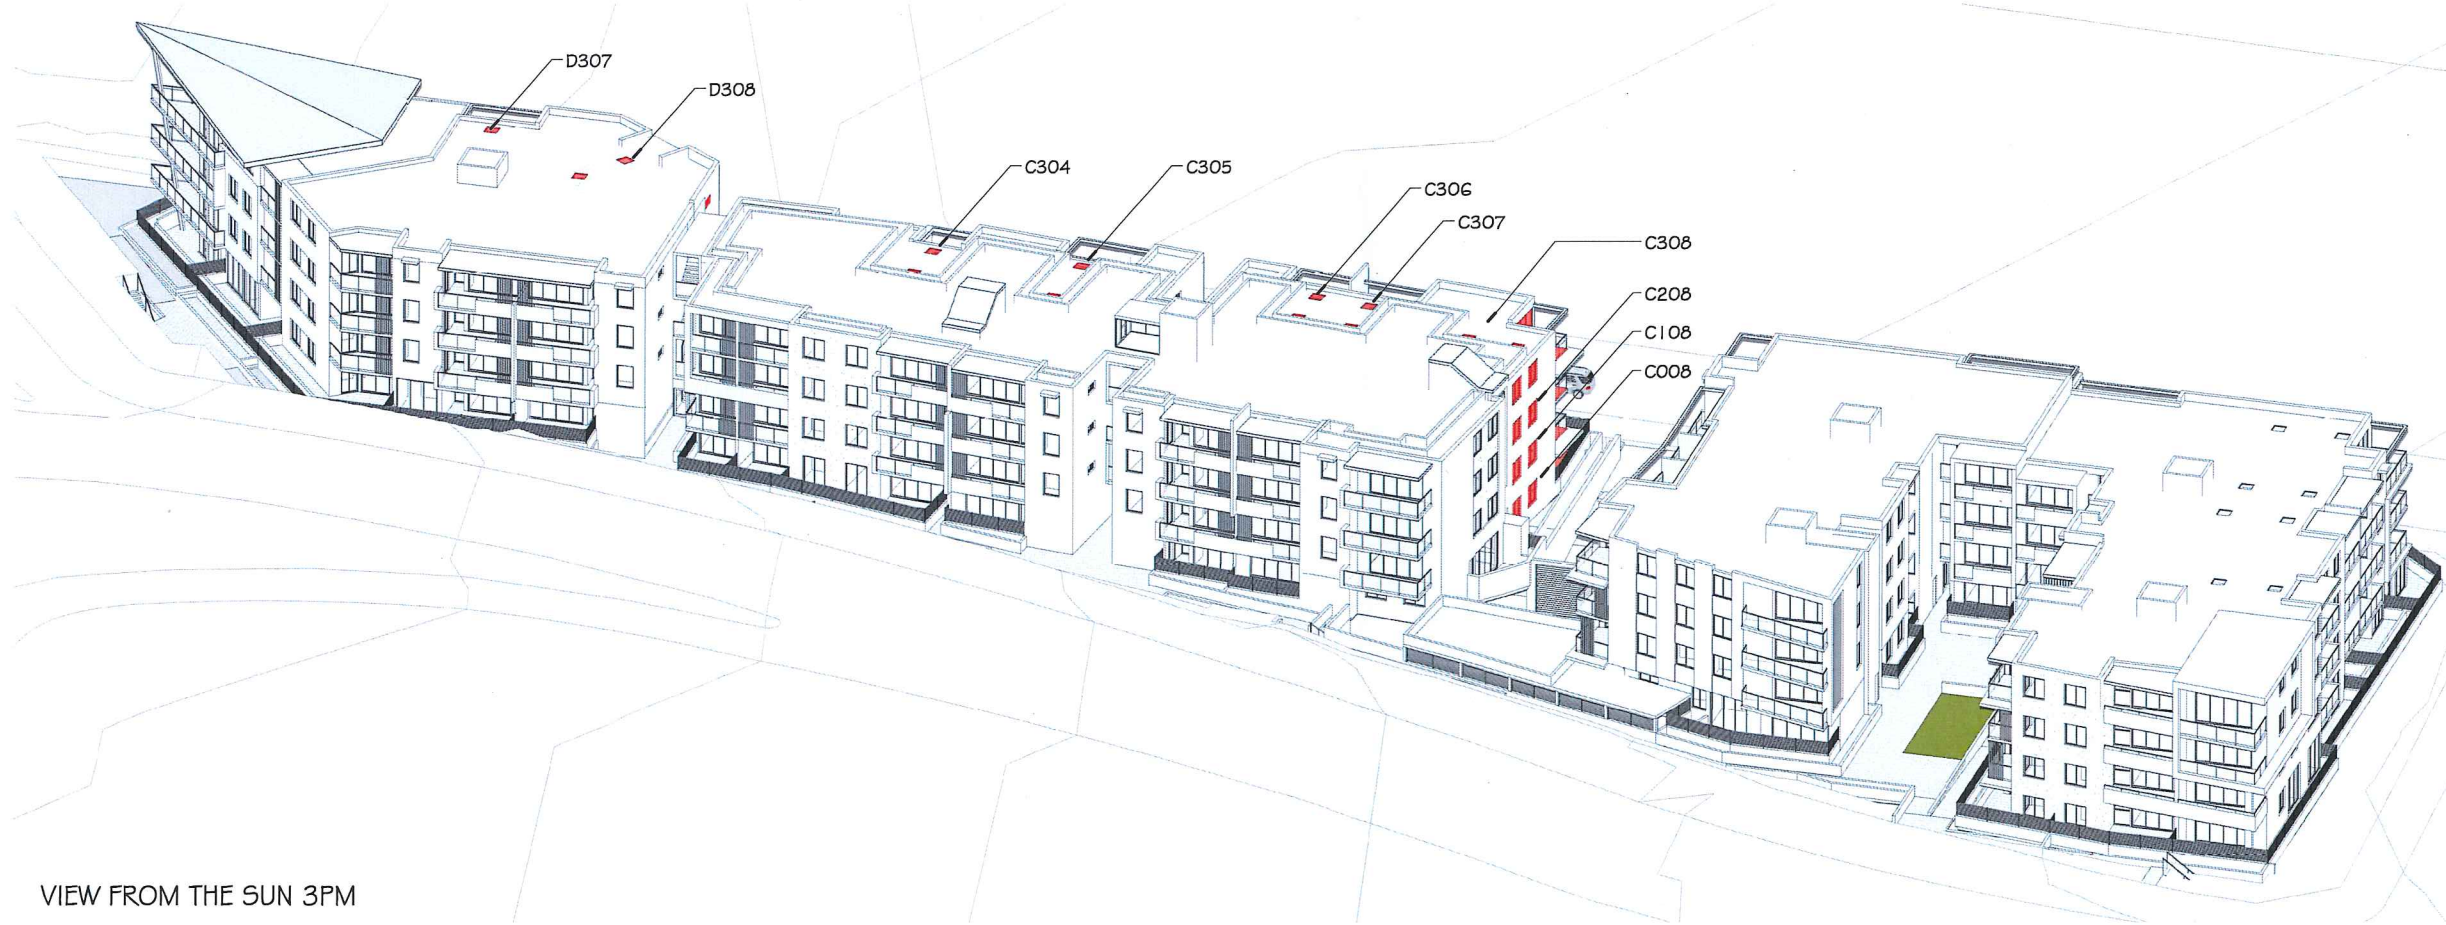 D307
D308
C304
C305
C306
C307
C308
C208
C108
C008
VIEW FROM THE SUN 3PM